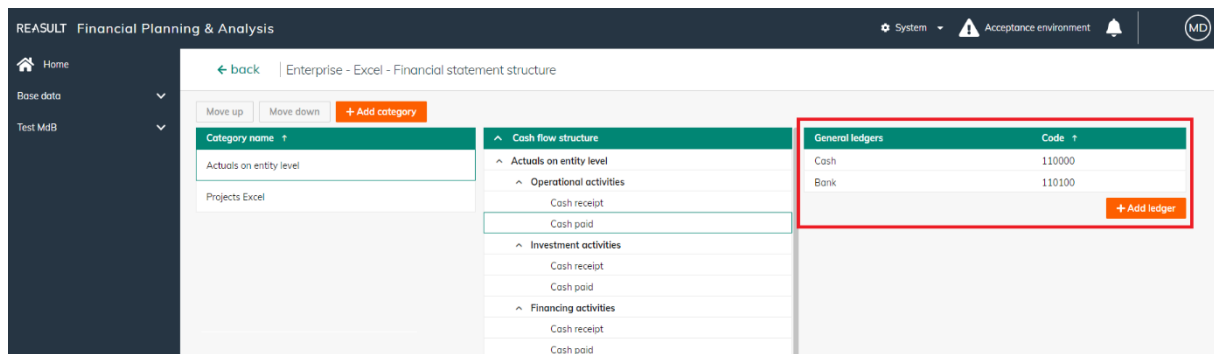 REASULT Financial Planning & Analysis
System
Acceptance environment
MD
Home
Base data
Test MdB
back
Enterprise - Excel - Financial statement structure
Move up
Move down
+ Add category
Category name ↑
Actuals on entity level
Projects Excel
Cash flow structure
Actuals on entity level
Operational activities
Cash receipt
Cash paid
Investment activities
Cash receipt
Cash paid
Financing activities
Cash receipt
Cash paid
General ledgers Code ↑
Cash 110000
Bank 110100
+ Add ledger